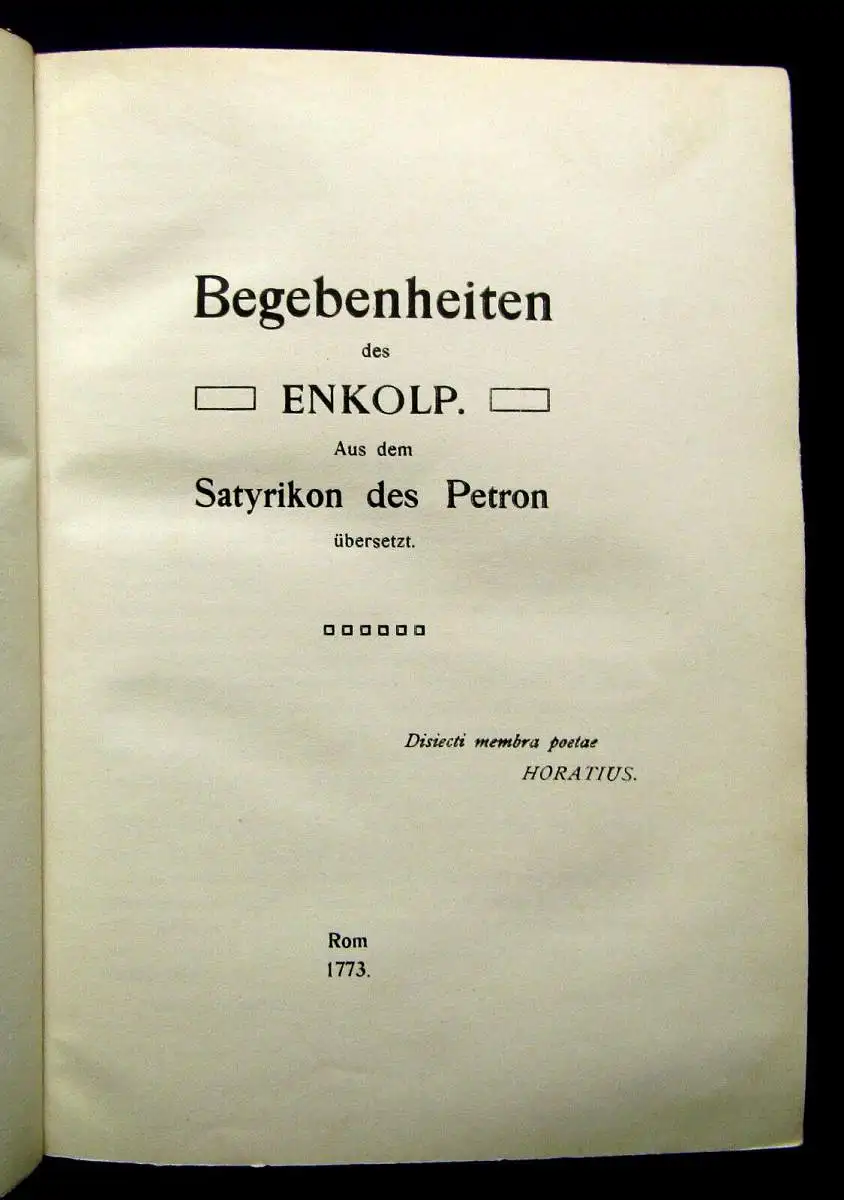 Begebenheiten
des
ENKOLP.
Aus dem
Satyrikon des Petron
übersetzt.
Disiecti membra poetae
HORATIUS.
Rom
1773.